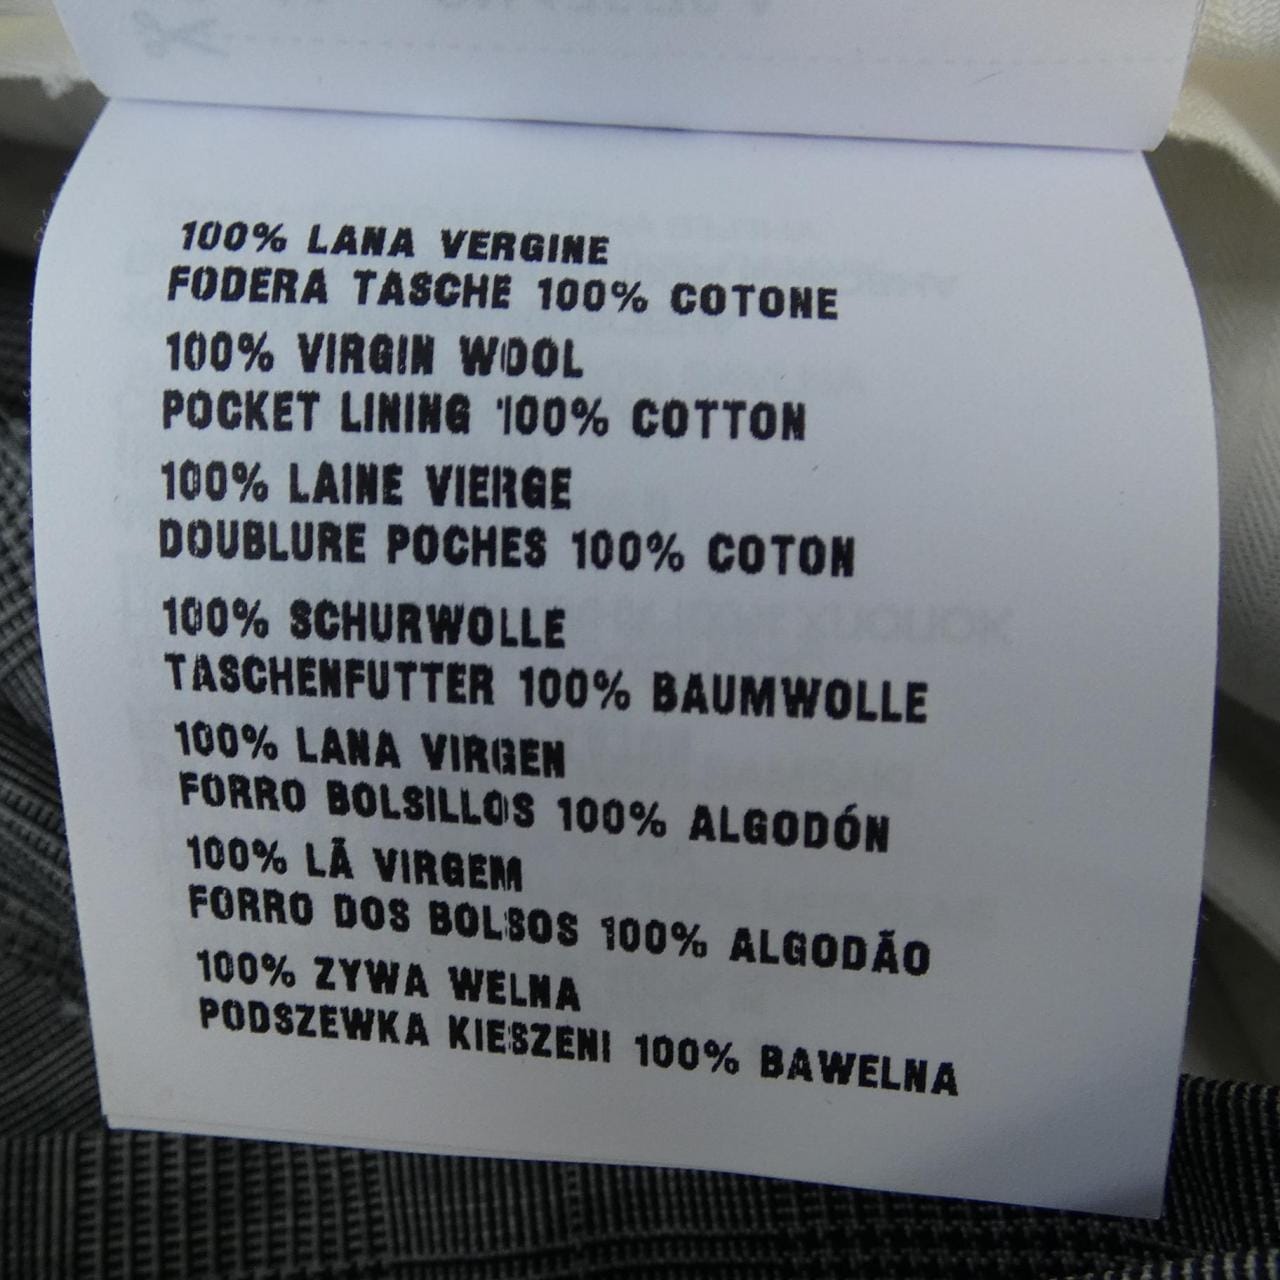 100% LANA VERGINE
FODERA TASCHE 100% COTONE
100% VIRGIN WOOL
POCKET LINING 100% COTTON
100% LAINE VIERGE
DOUBLURE POCHES 100% COTON
100% SCHURWOLLE
TASCHENFUTTER 100% BAUMWOLLE
100% LANA VIRGEN
FORRO BOLSILLOS 100% ALGODÓN
100% LÃ VIRGEM
FORRO DOS BOLSOS 100% ALGODÃO
100% ZYWA WELNA
PODSZEWKA KIESZENI 100% BAWELNA